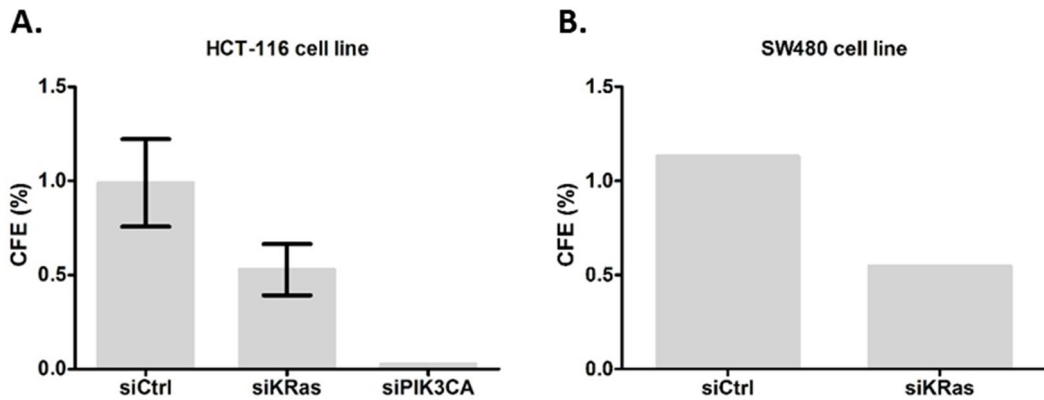 A.
HCT-116 cell line
CFE (%)
1.5
1.0
0.5
0.0
siCtrl siKRas siPIK3CA
B.
SW480 cell line
CFE (%)
1.5
1.0
0.5
0.0
siCtrl siKRas